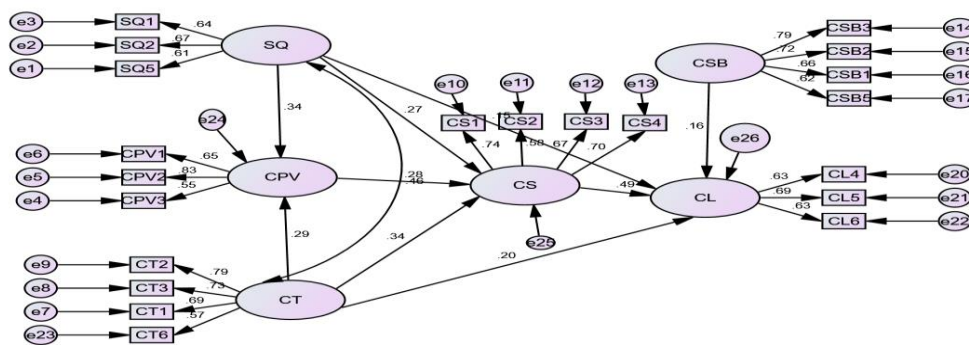 e3 SQ1 .64 SQ CSB .79 CSB3 e14
e2 SQ2 .67 .72 CSB2 e15
e1 SQ5 .61 .66 CSB1 e16
.62 CSB5 e17
e10 e11 e12 e13
.34 .27 CS1 CS2 CS3 CS4 .16
e24 .74 .58 .67 .70 e26
e6 CPV1 .65
e5 CPV2 .83 CPV .28 CS .49 CL .63 CL4 e20
e4 CPV3 .55 .46 .69 CL5 e21
.63 CL6 e22
.29 .34 e25
.20
e9 CT2 .79
e8 CT3 .73 CT
e7 CT1 .69
e23 CT6 .57